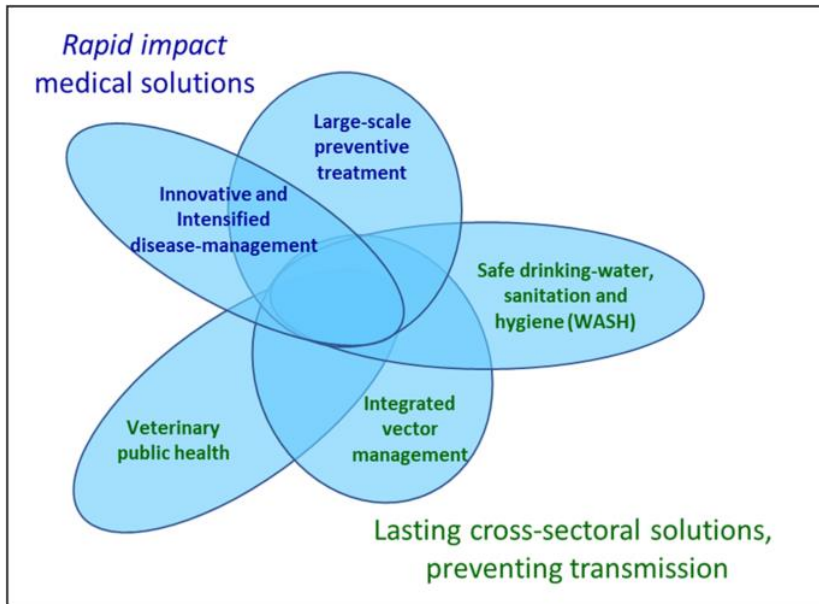 Rapid impact
medical solutions
Large-scale
preventive
treatment
Innovative and
Intensified
disease-management
Safe drinking-water,
sanitation and
hygiene (WASH)
Veterinary
public health
Integrated
vector
management
Lasting cross-sectoral solutions,
preventing transmission